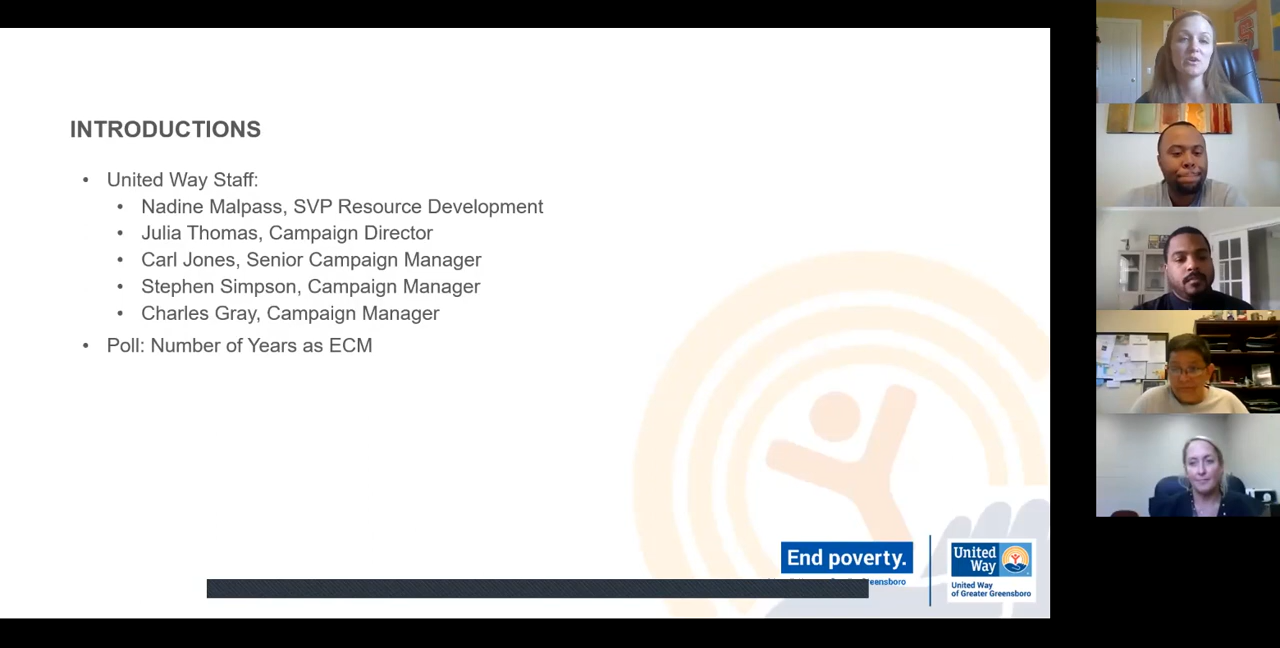 INTRODUCTIONS
• United Way Staff:
• Nadine Malpass, SVP Resource Development
• Julia Thomas, Campaign Director
• Carl Jones, Senior Campaign Manager
• Stephen Simpson, Campaign Manager
• Charles Gray, Campaign Manager
• Poll: Number of Years as ECM
End poverty.
United
Way
United Way
of Greater Greensboro